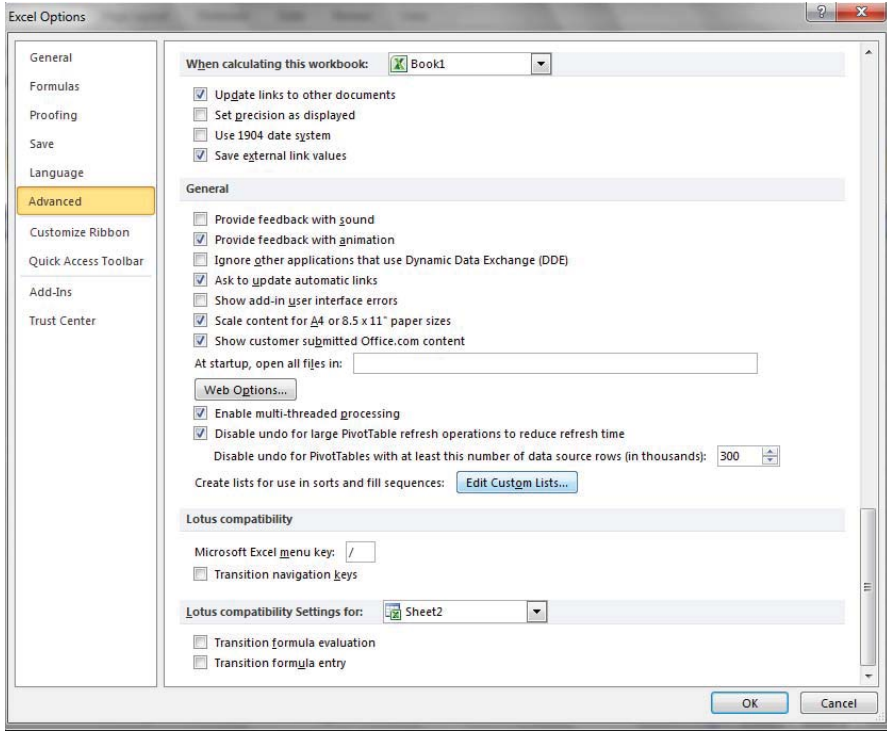 Excel Options
General
Formulas
Proofing
Save
Language
Advanced
Customize Ribbon
Quick Access Toolbar
Add-Ins
Trust Center
When calculating this workbook: Book1
Update links to other documents
Set precision as displayed
Use 1904 date system
Save external link values
General
Provide feedback with sound
Provide feedback with animation
Ignore other applications that use Dynamic Data Exchange (DDE)
Ask to update automatic links
Show add-in user interface errors
Scale content for A4 or 8.5 x 11" paper sizes
Show customer submitted Office.com content
At startup, open all files in:
Web Options...
Enable multi-threaded processing
Disable undo for large PivotTable refresh operations to reduce refresh time
Disable undo for PivotTables with at least this number of data source rows (in thousands): 300
Create lists for use in sorts and fill sequences: Edit Custom Lists...
Lotus compatibility
Microsoft Excel menu key: /
Transition navigation keys
Lotus compatibility Settings for: Sheet2
Transition formula evaluation
Transition formula entry
OK Cancel